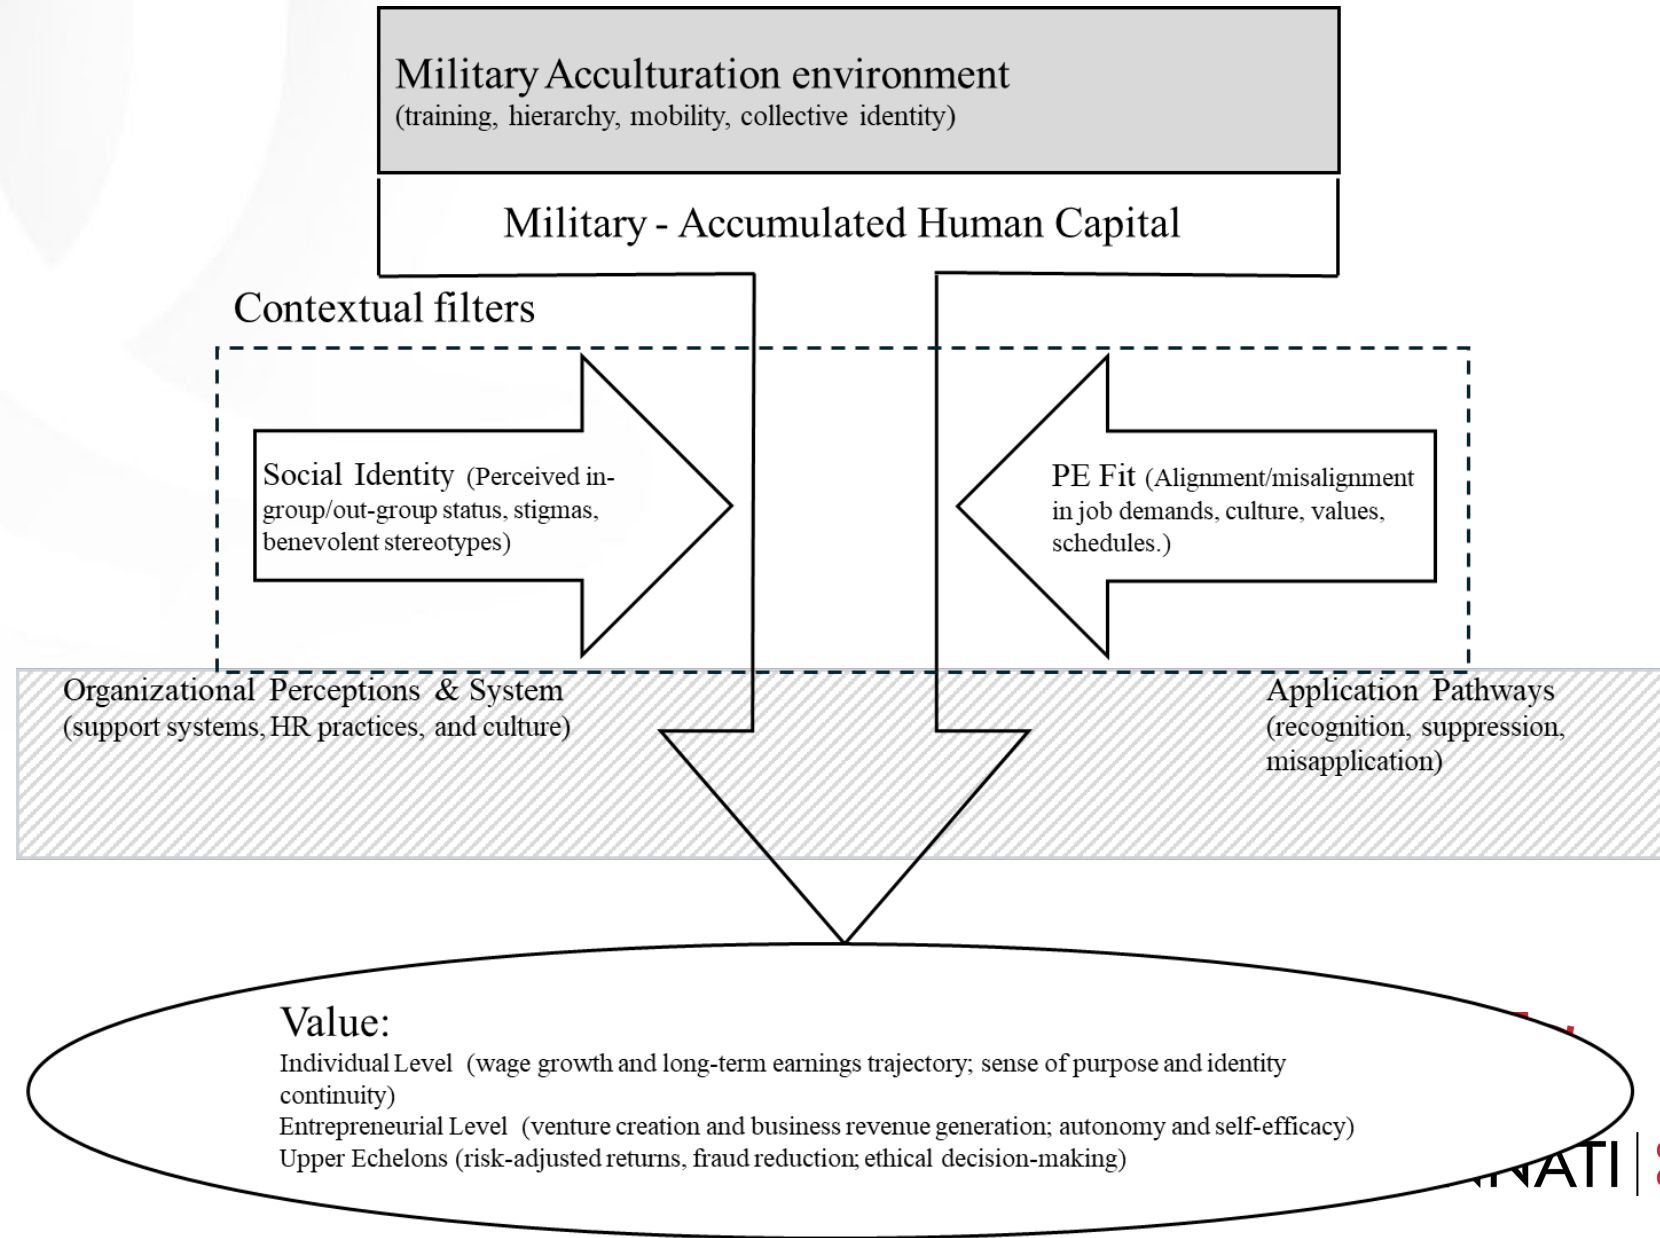 Military Acculturation environment
(training, hierarchy, mobility, collective identity)
Military - Accumulated Human Capital
Contextual filters
Social Identity (Perceived in-
group/out-group status, stigmas,
benevolent stereotypes)
PE Fit (Alignment/misalignment
in job demands, culture, values,
schedules.)
Organizational Perceptions & System
(support systems, HR practices, and culture)
Application Pathways
(recognition, suppression,
misapplication)
Value:
Individual Level (wage growth and long-term earnings trajectory; sense of purpose and identity
continuity)
Entrepreneurial Level (venture creation and business revenue generation; autonomy and self-efficacy)
Upper Echelons (risk-adjusted returns, fraud reduction; ethical decision-making)